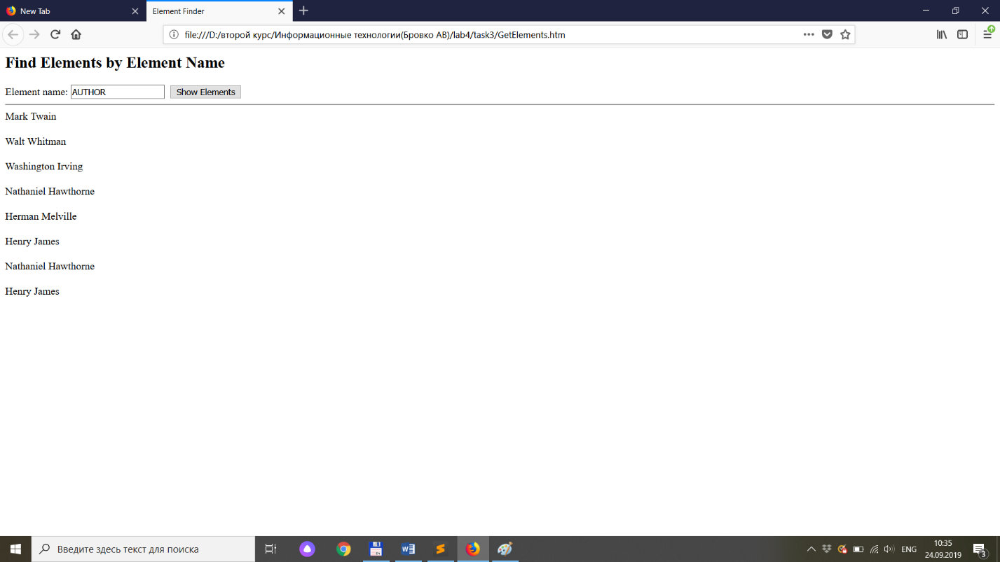 New Tab
Element Finder
file:///D:/второй курс/Информационные технологии(Бровко АВ)/lab4/task3/GetElements.htm
Find Elements by Element Name
Element name: AUTHOR Show Elements
Mark Twain
Walt Whitman
Washington Irving
Nathaniel Hawthorne
Herman Melville
Henry James
Nathaniel Hawthorne
Henry James
Введите здесь текст для поиска
ENG
10:35
24.09.2019
3